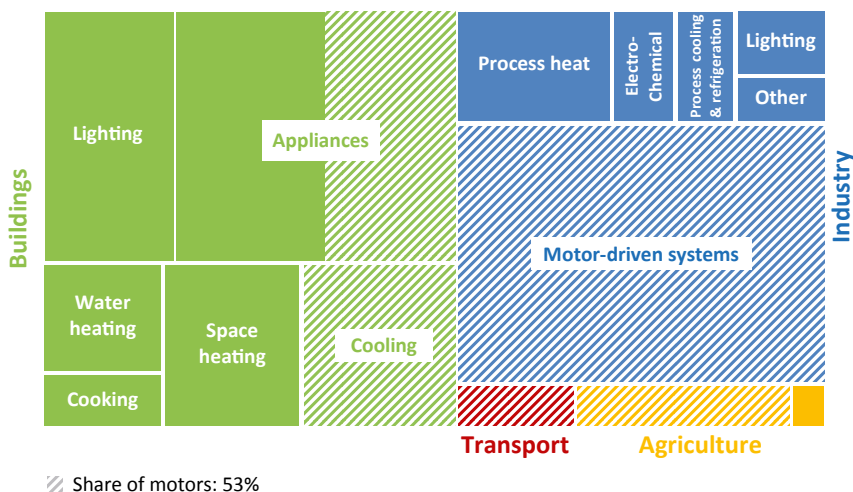 Buildings
Lighting
Appliances
Water
heating
Space
heating
Cooling
Cooking
Process heat
Electro-
Chemical
Process cooling
& refrigeration
Lighting
Other
Motor-driven systems
Industry
Transport
Agriculture
Share of motors: 53%